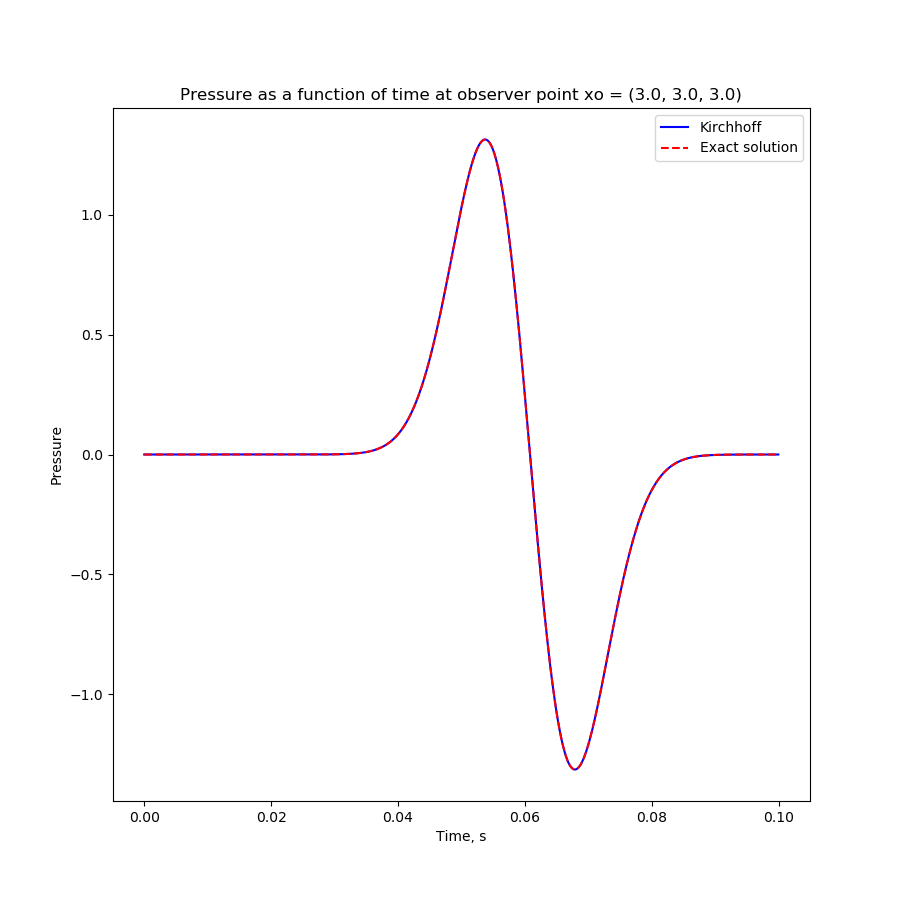 Pressure as a function of time at observer point xo = (3.0, 3.0, 3.0)
Kirchhoff
Exact solution
1.0
0.5
0.0
−0.5
−1.0
Pressure
0.00 0.02 0.04 0.06 0.08 0.10
Time, s